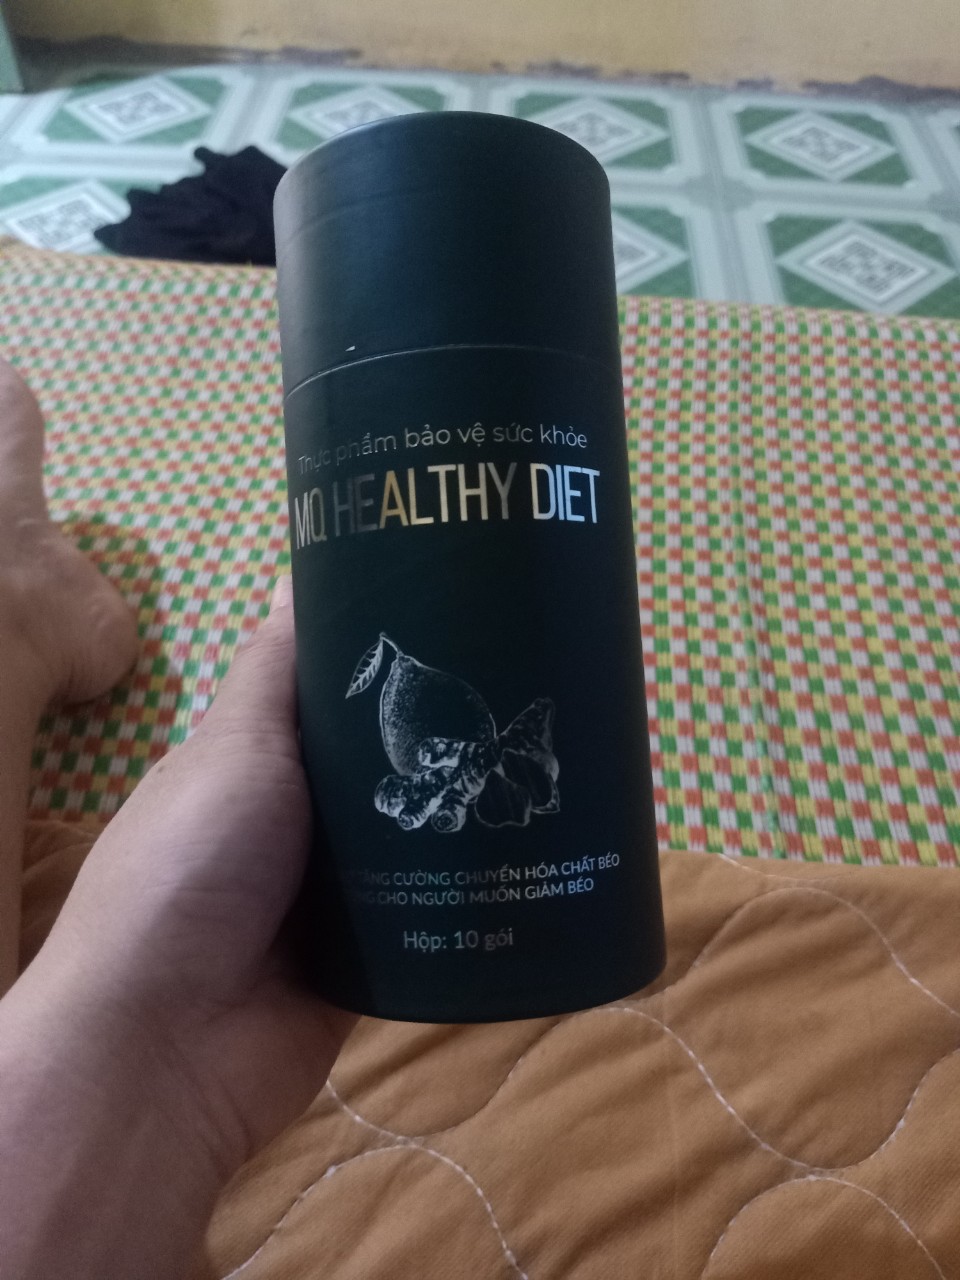 Thực phẩm bảo vệ sức khỏe
MQ HEALTHY DIET
TĂNG CƯỜNG CHUYỂN HÓA CHẤT BÉO
CHO NGƯỜI MUỐN GIẢM BÉO
Hộp: 10 gói